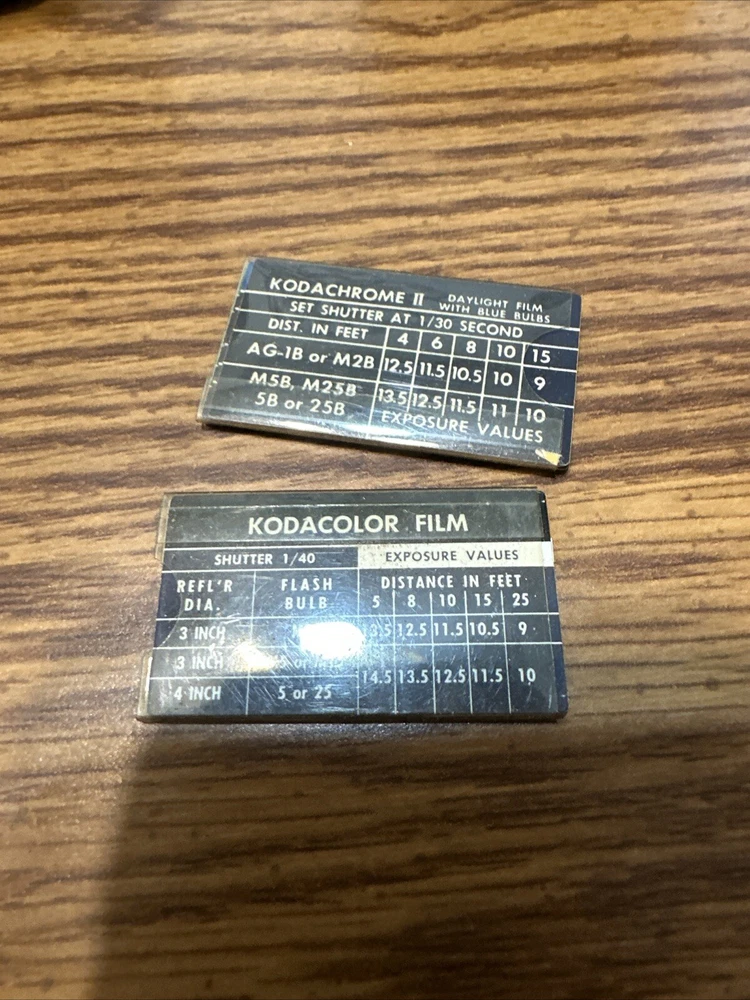 KODACHROME II DAYLIGHT FILM WITH BLUE BULBS
SET SHUTTER AT 1/30 SECOND
DIST. IN FEET 4 6 8 10 15
AG-1B or M2B 12.5 11.5 10.5 10 9
M5B, M25B 5B or 25B 13.5 12.5 11.5 11 10
EXPOSURE VALUES
KODACOLOR FILM
SHUTTER 1/40 EXPOSURE VALUES
REFL'R DIA. FLASH BULB DISTANCE IN FEET
5 8 10 15 25
3 INCH 12.5 11.5 10.5 9
3 INCH 5 or
4 INCH 5 or 25
14.5 13.5 12.5 11.5 10